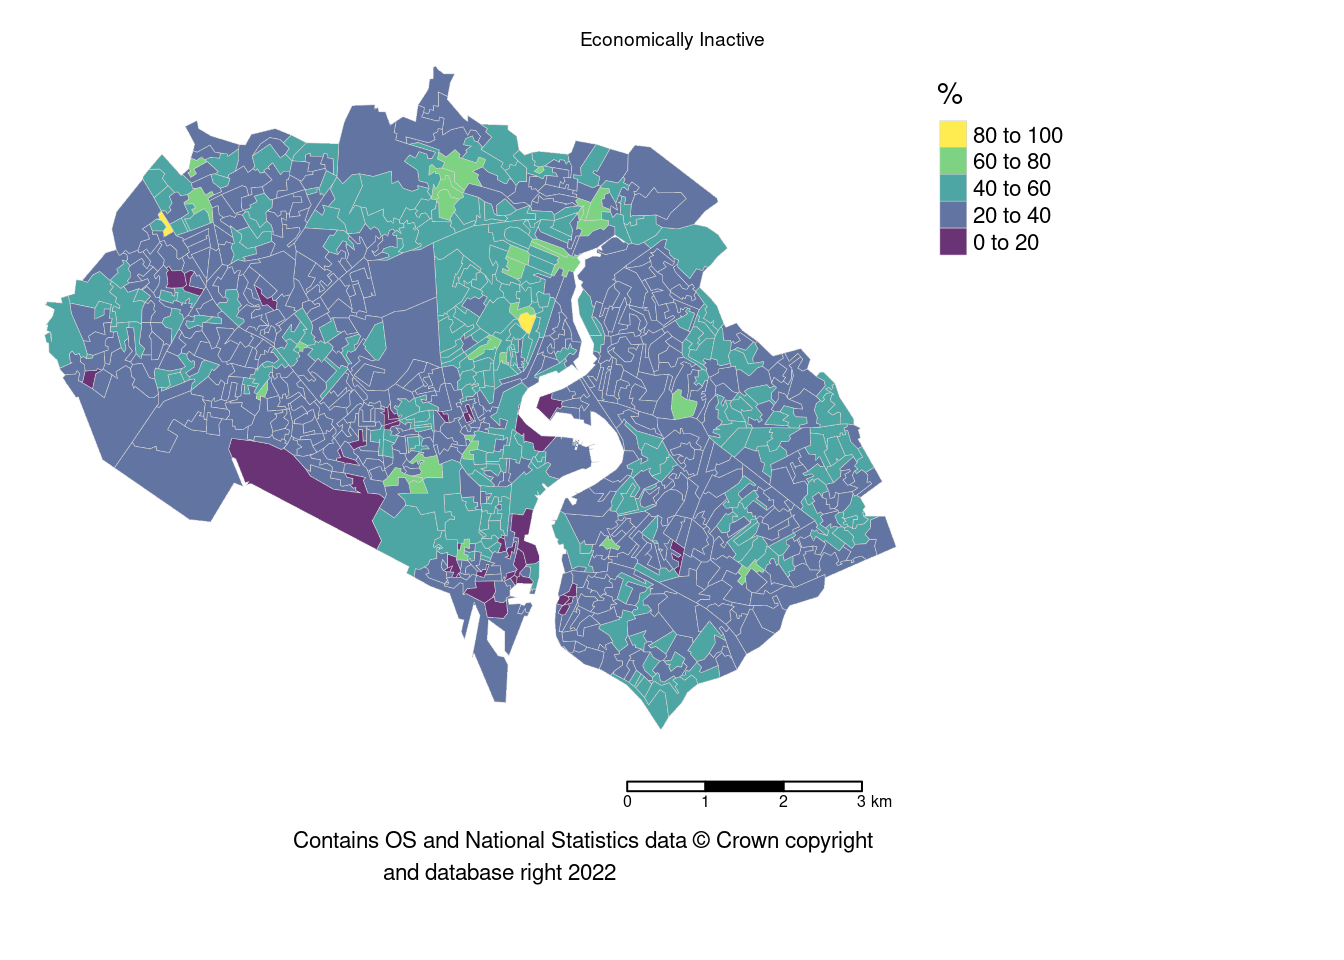 Economically Inactive
%
80 to 100
60 to 80
40 to 60
20 to 40
0 to 20
0 1 2 3 km
Contains OS and National Statistics data © Crown copyright
and database right 2022